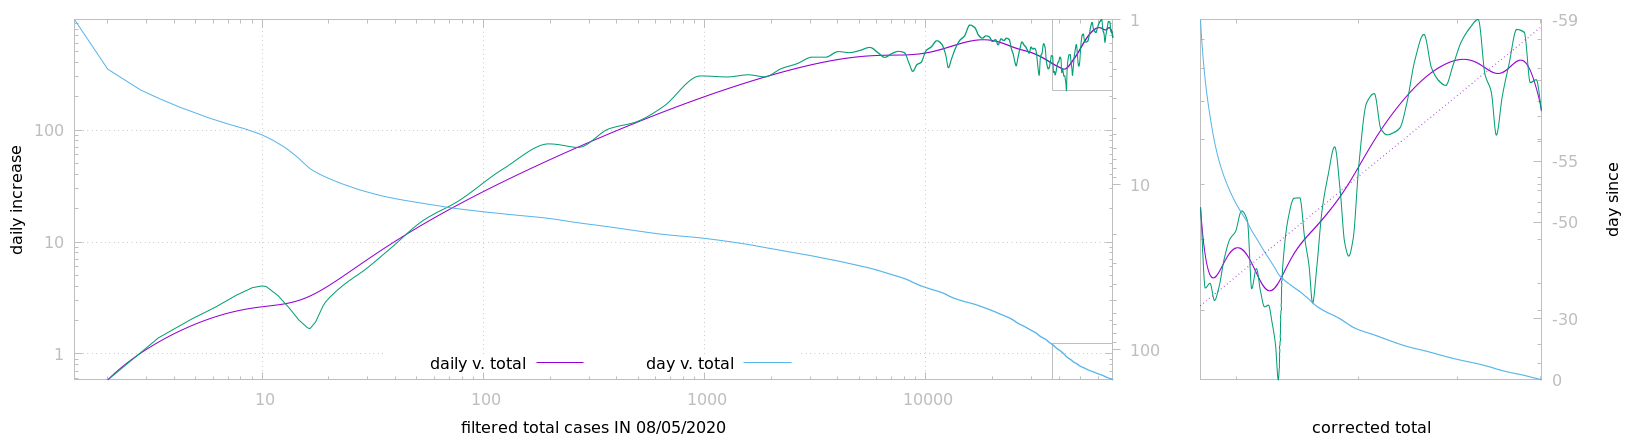 daily increase
100
10
1
10
100
1000
10000
1
10
100
daily v. total
day v. total
filtered total cases IN 08/05/2020
-59
-55
-50
-30
0
day since
corrected total